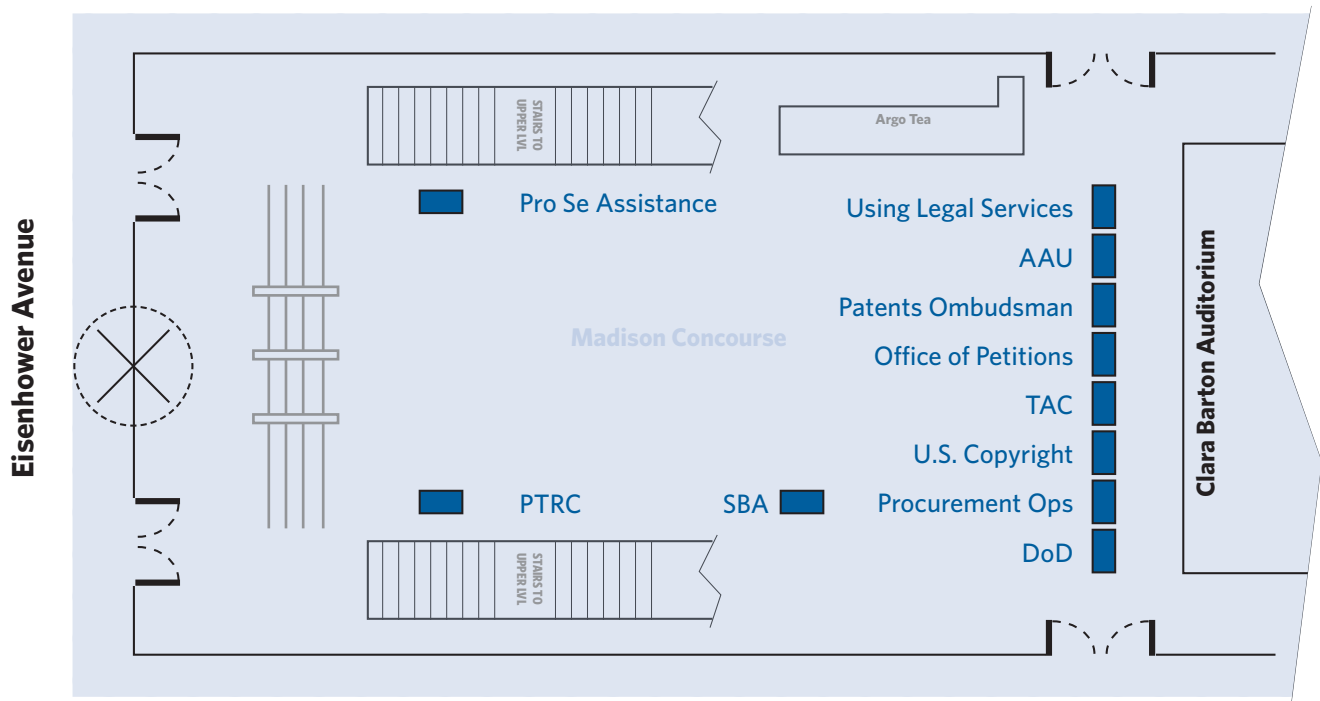 Eisenhower Avenue
STAIRS TO
UPPER LVL
Argo Tea
Pro Se Assistance
Using Legal Services
AAU
Patents Ombudsman
Madison Concourse
Office of Petitions
TAC
U.S. Copyright
PTRC
SBA
Procurement Ops
DoD
STAIRS TO
UPPER LVL
Clara Barton Auditorium